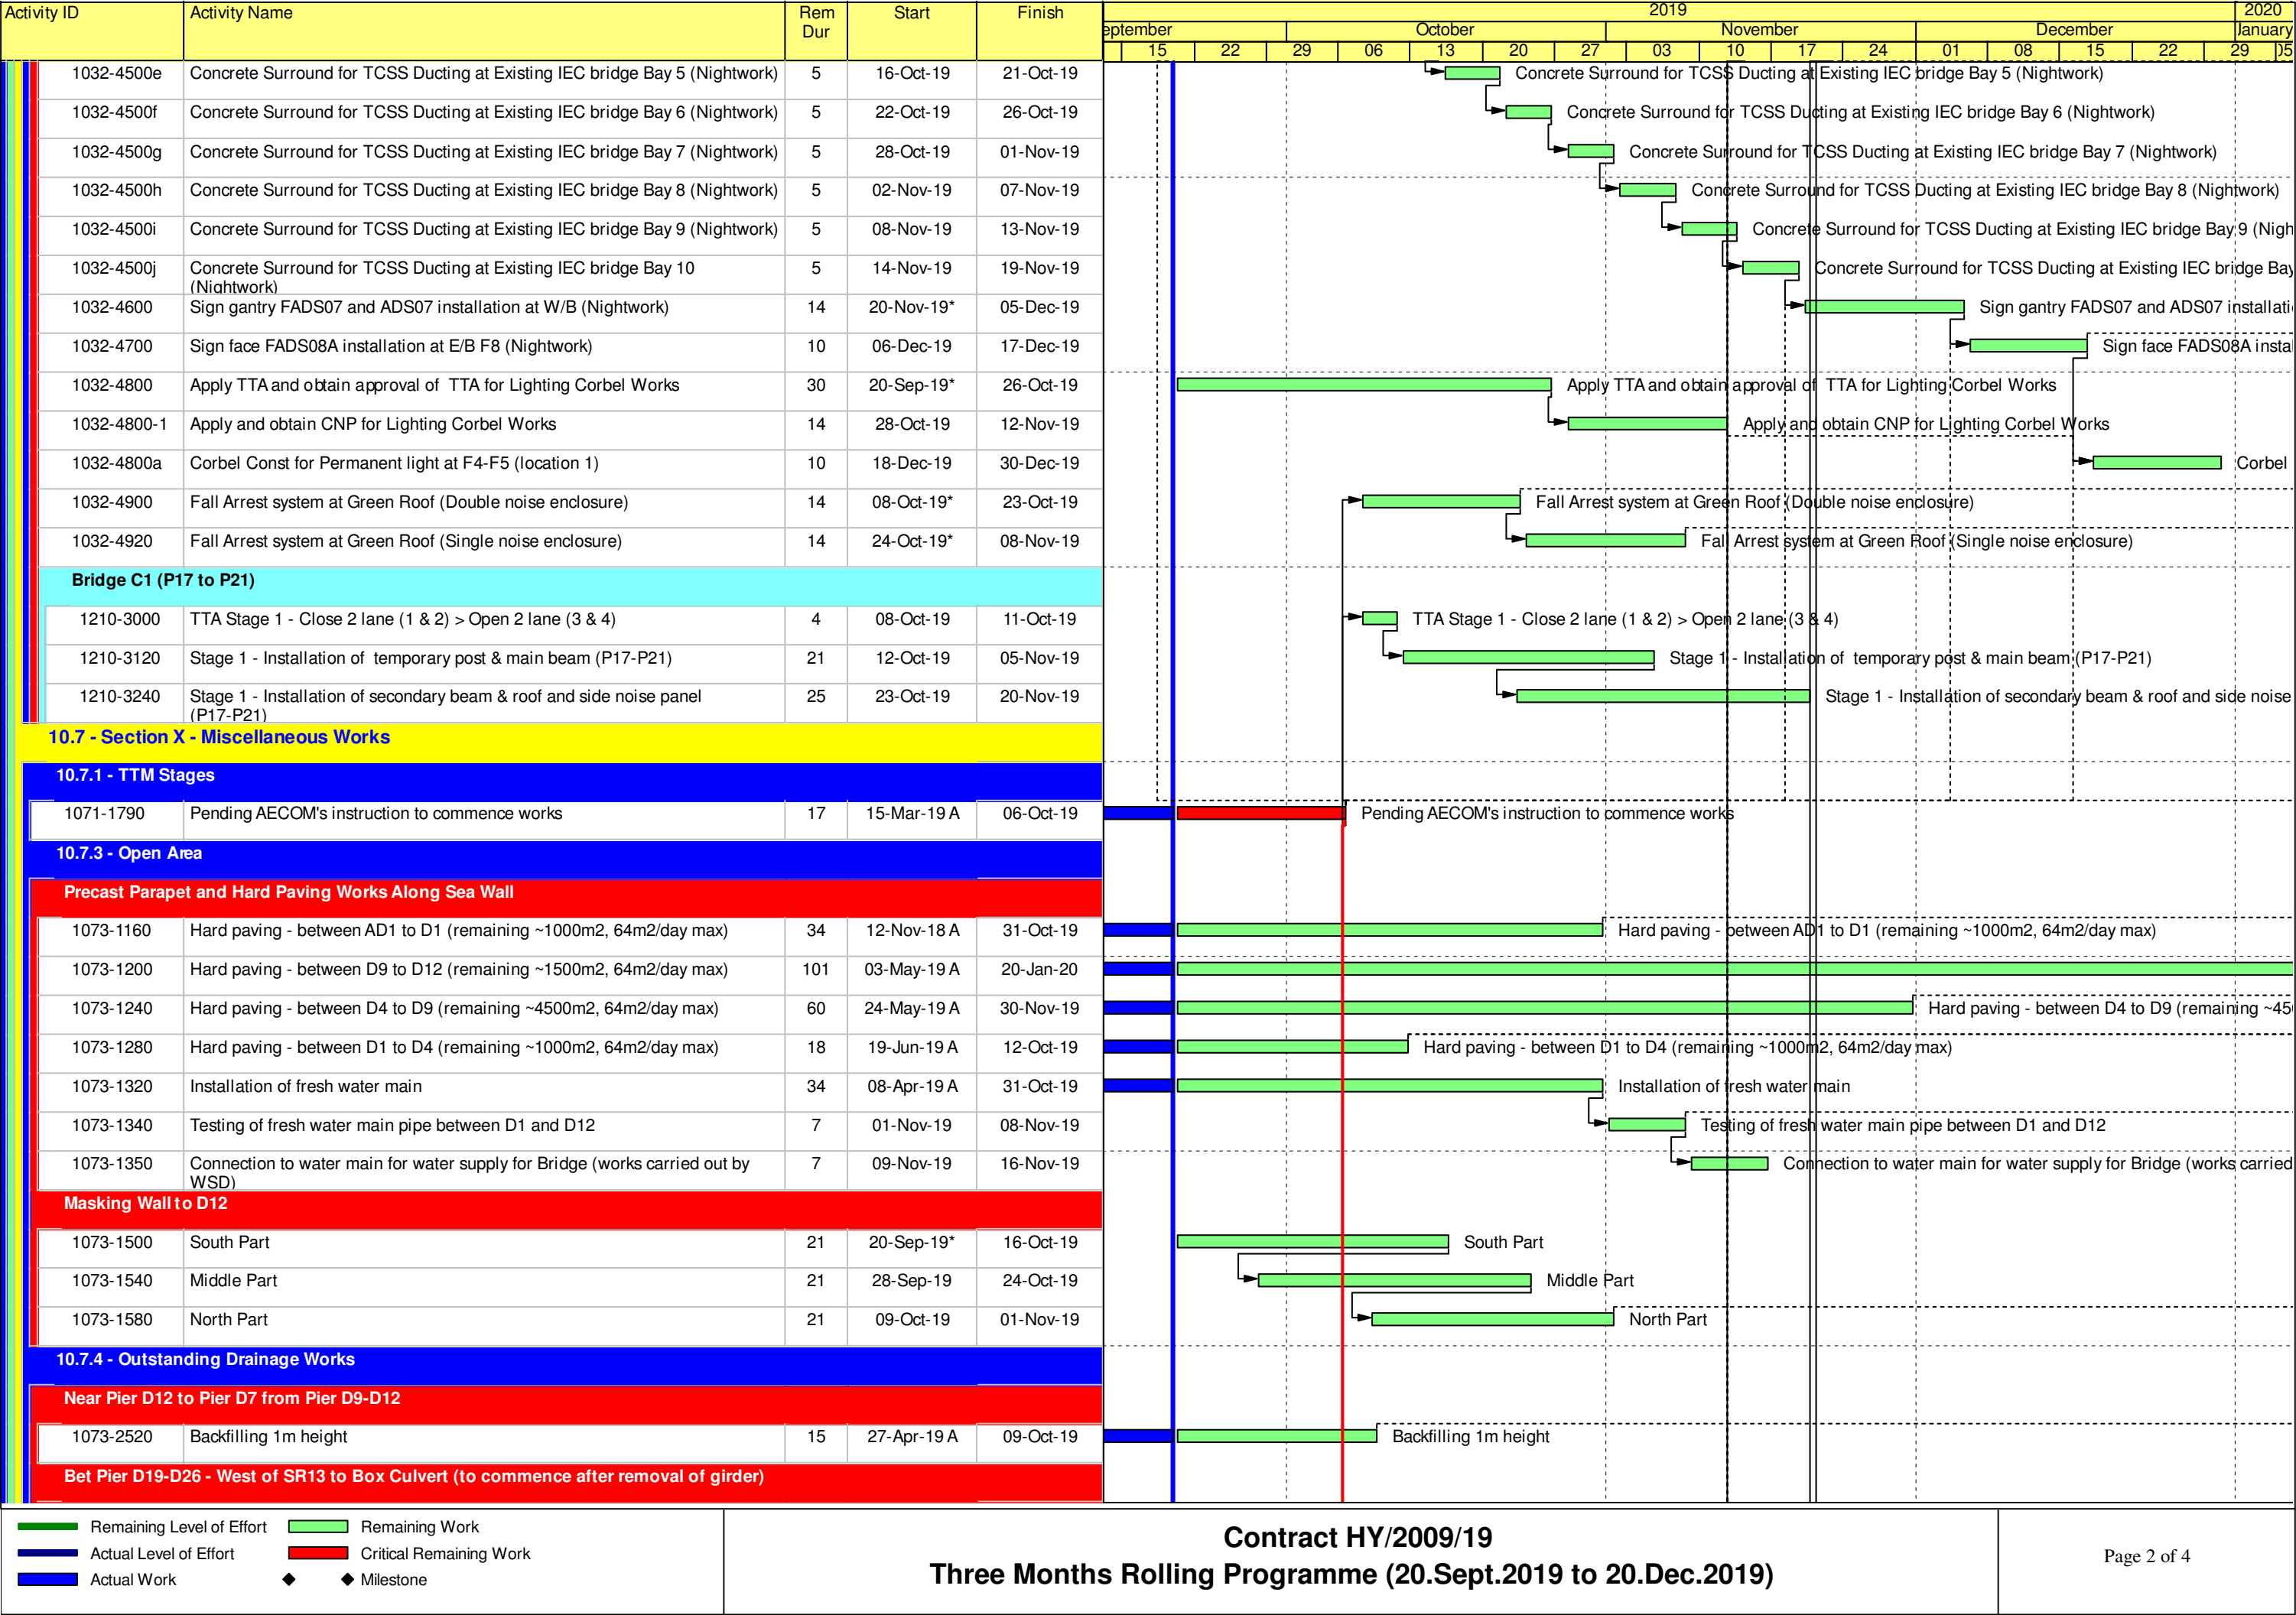 Activity ID Activity Name Rem Dur Start Finish
2019 2020
eptember October November December January
15 22 29 06 13 20 27 03 10 17 24 01 08 15 22 29 05
1032-4500e Concrete Surround for TCSS Ducting at Existing IEC bridge Bay 5 (Nightwork) 5 16-Oct-19 21-Oct-19 Concrete Surround for TCSS Ducting at Existing IEC bridge Bay 5 (Nightwork)
1032-4500f Concrete Surround for TCSS Ducting at Existing IEC bridge Bay 6 (Nightwork) 5 22-Oct-19 26-Oct-19 Concrete Surround for TCSS Ducting at Existing IEC bridge Bay 6 (Nightwork)
1032-4500g Concrete Surround for TCSS Ducting at Existing IEC bridge Bay 7 (Nightwork) 5 28-Oct-19 01-Nov-19 Concrete Surround for TCSS Ducting at Existing IEC bridge Bay 7 (Nightwork)
1032-4500h Concrete Surround for TCSS Ducting at Existing IEC bridge Bay 8 (Nightwork) 5 02-Nov-19 07-Nov-19 Concrete Surround for TCSS Ducting at Existing IEC bridge Bay 8 (Nightwork)
1032-4500i Concrete Surround for TCSS Ducting at Existing IEC bridge Bay 9 (Nightwork) 5 08-Nov-19 13-Nov-19 Concrete Surround for TCSS Ducting at Existing IEC bridge Bay 9 (Nigh
1032-4500j Concrete Surround for TCSS Ducting at Existing IEC bridge Bay 10 5 14-Nov-19 19-Nov-19 Concrete Surround for TCSS Ducting at Existing IEC bridge Bay
(Nightwork)
1032-4600 Sign gantry FADS07 and ADS07 installation at W/B (Nightwork) 14 20-Nov-19* 05-Dec-19 Sign gantry FADS07 and ADS07 installati
1032-4700 Sign face FADS08A installation at E/B F8 (Nightwork) 10 06-Dec-19 17-Dec-19 Sign face FADS08A instal
1032-4800 Apply TTA and obtain approval of TTA for Lighting Corbel Works 30 20-Sep-19* 26-Oct-19 Apply TTA and obtain approval of TTA for Lighting Corbel Works
1032-4800-1 Apply and obtain CNP for Lighting Corbel Works 14 28-Oct-19 12-Nov-19 Apply and obtain CNP for Lighting Corbel Works
1032-4800a Corbel Const for Permanent light at F4-F5 (location 1) 10 18-Dec-19 30-Dec-19 Corbel
1032-4900 Fall Arrest system at Green Roof (Double noise enclosure) 14 08-Oct-19* 23-Oct-19 Fall Arrest system at Green Roof (Double noise enclosure)
1032-4920 Fall Arrest system at Green Roof (Single noise enclosure) 14 24-Oct-19* 08-Nov-19 Fall Arrest system at Green Roof (Single noise enclosure)
Bridge C1 (P17 to P21)
1210-3000 TTA Stage 1 - Close 2 lane (1 & 2) > Open 2 lane (3 & 4) 4 08-Oct-19 11-Oct-19 TTA Stage 1 - Close 2 lane (1 & 2) > Open 2 lane (3 & 4)
1210-3120 Stage 1 - Installation of temporary post & main beam (P17-P21) 21 12-Oct-19 05-Nov-19 Stage 1 - Installation of temporary post & main beam (P17-P21)
1210-3240 Stage 1 - Installation of secondary beam & roof and side noise panel 25 23-Oct-19 20-Nov-19 Stage 1 - Installation of secondary beam & roof and side noise
(P17-P21)
10.7 - Section X - Miscellaneous Works
10.7.1 - TTM Stages
1071-1790 Pending AECOM's instruction to commence works 17 15-Mar-19 A 06-Oct-19 Pending AECOM's instruction to commence works
10.7.3 - Open Area
Precast Parapet and Hard Paving Works Along Sea Wall
1073-1160 Hard paving - between AD1 to D1 (remaining ~1000m2, 64m2/day max) 34 12-Nov-18 A 31-Oct-19 Hard paving - between AD1 to D1 (remaining ~1000m2, 64m2/day max)
1073-1200 Hard paving - between D9 to D12 (remaining ~1500m2, 64m2/day max) 101 03-May-19 A 20-Jan-20
1073-1240 Hard paving - between D4 to D9 (remaining ~4500m2, 64m2/day max) 60 24-May-19 A 30-Nov-19 Hard paving - between D4 to D9 (remaining ~45
1073-1280 Hard paving - between D1 to D4 (remaining ~1000m2, 64m2/day max) 18 19-Jun-19 A 12-Oct-19 Hard paving - between D1 to D4 (remaining ~1000m2, 64m2/day max)
1073-1320 Installation of fresh water main 34 08-Apr-19 A 31-Oct-19 Installation of fresh water main
1073-1340 Testing of fresh water main pipe between D1 and D12 7 01-Nov-19 08-Nov-19 Testing of fresh water main pipe between D1 and D12
1073-1350 Connection to water main for water supply for Bridge (works carried out by 7 09-Nov-19 16-Nov-19 Connection to water main for water supply for Bridge (works carried
WSD)
Masking Wall to D12
1073-1500 South Part 21 20-Sep-19* 16-Oct-19 South Part
1073-1540 Middle Part 21 28-Sep-19 24-Oct-19 Middle Part
1073-1580 North Part 21 09-Oct-19 01-Nov-19 North Part
10.7.4 - Outstanding Drainage Works
Near Pier D12 to Pier D7 from Pier D9-D12
1073-2520 Backfilling 1m height 15 27-Apr-19 A 09-Oct-19 Backfilling 1m height
Bet Pier D19-D26 - West of SR13 to Box Culvert (to commence after removal of girder)
Remaining Level of Effort Remaining Work
Actual Level of Effort Critical Remaining Work
Actual Work Milestone
Contract HY/2009/19
Three Months Rolling Programme (20.Sept.2019 to 20.Dec.2019)
Page 2 of 4